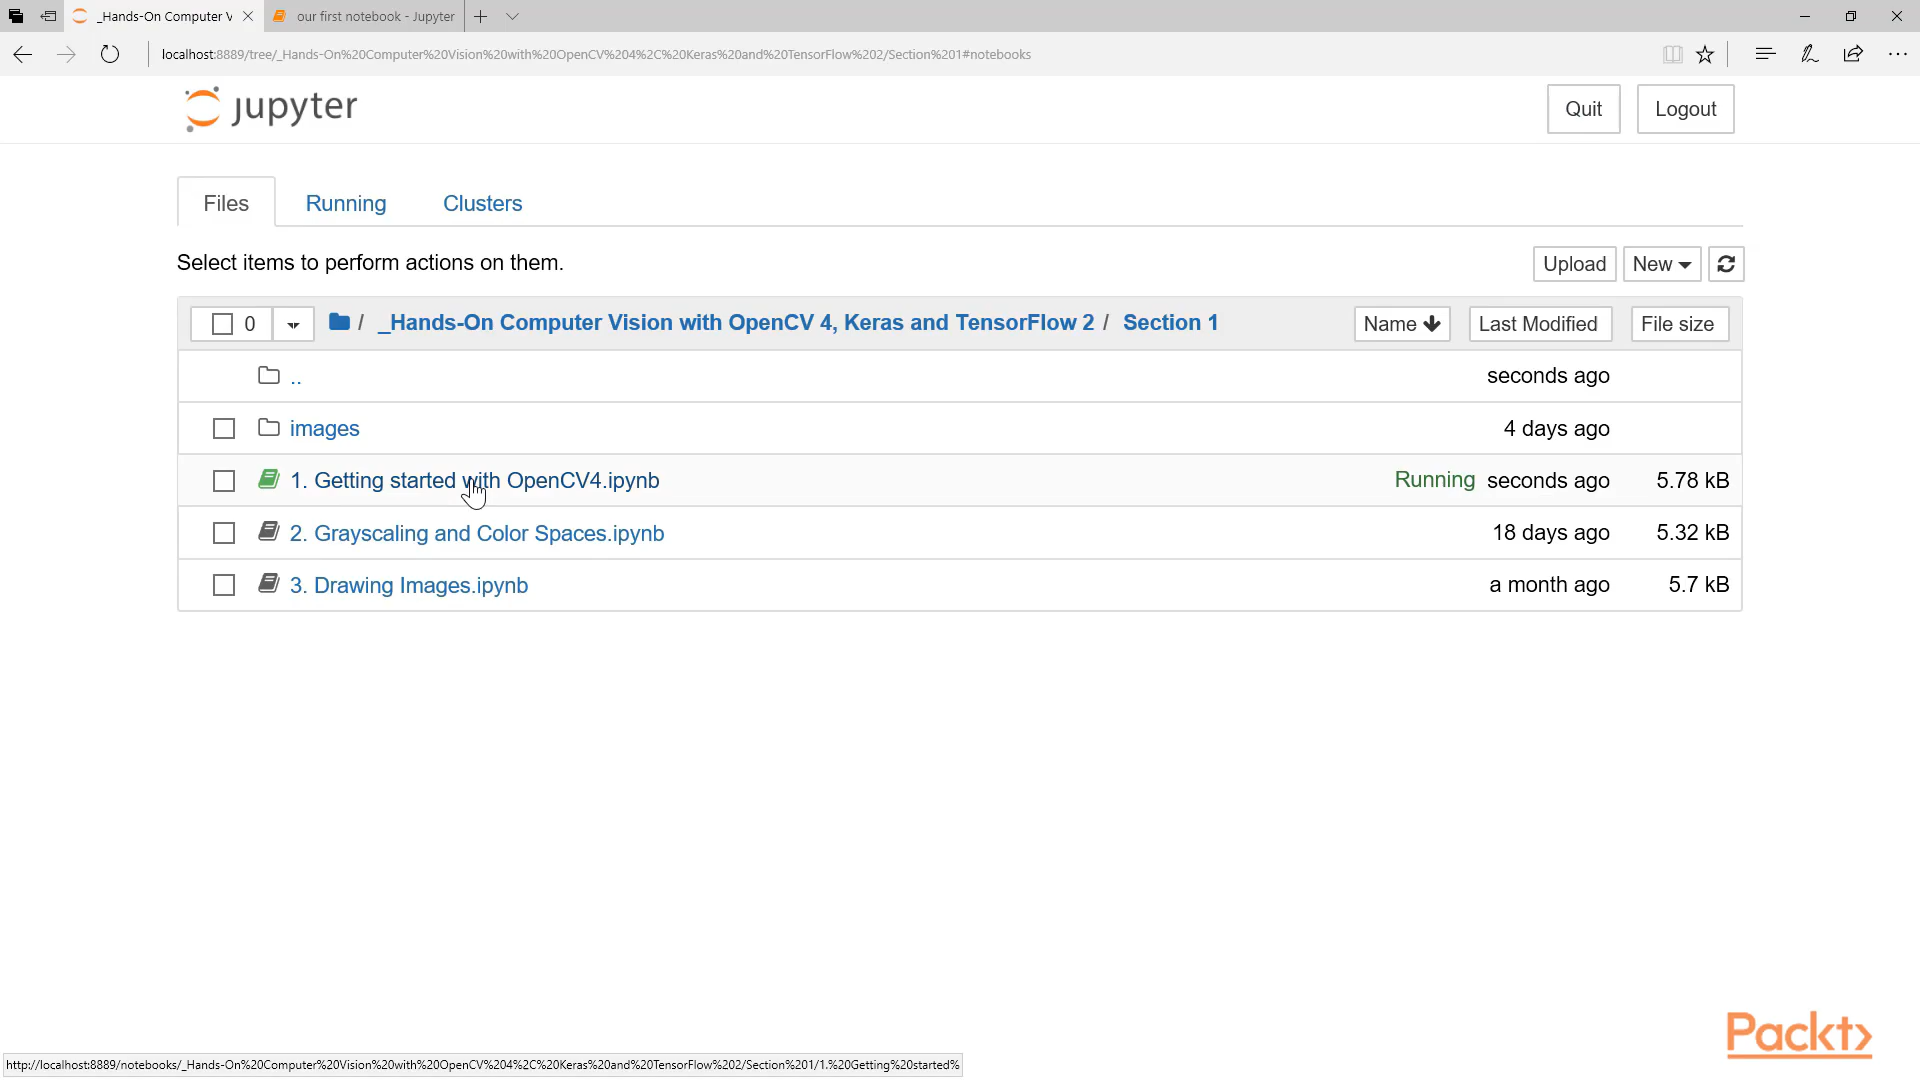 _Hands-On Computer V
our first notebook - Jupyter
localhost:8889/tree/_Hands-On%20Computer%20Vision%20with%20OpenCV%204%2C%20Keras%20and%20TensorFlow%202/Section%201#notebooks
jupyter
Quit
Logout
Files
Running
Clusters
Select items to perform actions on them.
Upload
New
0
/ _Hands-On Computer Vision with OpenCV 4, Keras and TensorFlow 2 / Section 1
Name
Last Modified
File size
..
seconds ago
images
4 days ago
1. Getting started with OpenCV4.ipynb
Running seconds ago
5.78 kB
2. Grayscaling and Color Spaces.ipynb
18 days ago
5.32 kB
3. Drawing Images.ipynb
a month ago
5.7 kB
Packt>
http://localhost:8889/notebooks/_Hands-On%20Computer%20Vision%20with%20OpenCV%204%2C%20Keras%20and%20TensorFlow%202/Section%201/1.%20Getting%20started%